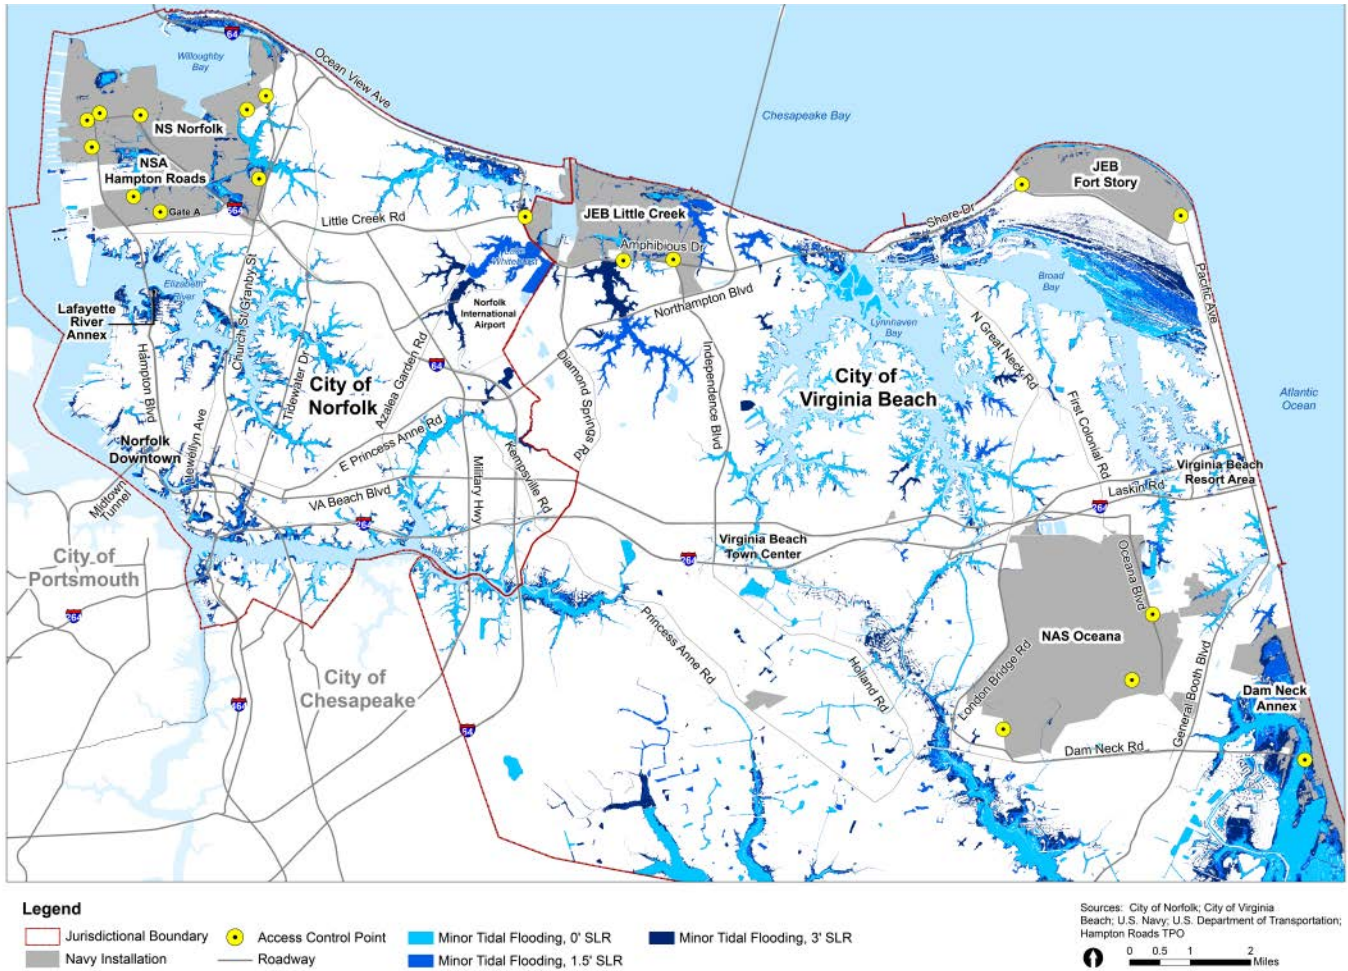 64
Willoughby
Bay
Ocean View Ave
Chesapeake Bay
NS Norfolk
NSA
Hampton Roads
Gate A
564
Little Creek Rd
JEB Little Creek
Amphibious Dr
JEB
Fort Story
Shore Dr
Pacific Ave
Elizabeth
River
Lafayette
River
Annex
Church St/Granby St
Tidewater Dr
Hampton Blvd
Llewellyn Ave
City of
Norfolk
Azalea Garden Rd
64
Norfolk
International
Airport
Northampton Blvd
Diamond Springs Rd
Independence Blvd
Lynnhaven
Bay
Broad
Bay
N Great Neck Rd
First Colonial Rd
City of
Virginia Beach
Atlantic
Ocean
Norfolk
Downtown
Midtown
Tunnel
E Princess Anne Rd
VA Beach Blvd
264
Military Hwy
Kempsville Rd
Virginia Beach
Resort Area
Laskin Rd
264
Virginia Beach
Town Center
264
City of
Portsmouth
264
City of
Chesapeake
464
64
Princess Anne Rd
Holland Rd
London Bridge Rd
NAS Oceana
Oceana Blvd
General Booth Blvd
Dam Neck
Annex
Dam Neck Rd
Legend
Jurisdictional Boundary
Access Control Point
Minor Tidal Flooding, 0' SLR
Minor Tidal Flooding, 3' SLR
Navy Installation
Roadway
Minor Tidal Flooding, 1.5' SLR
Sources: City of Norfolk; City of Virginia
Beach; U.S. Navy; U.S. Department of Transportation;
Hampton Roads TPO
0 0.5 1 2
Miles